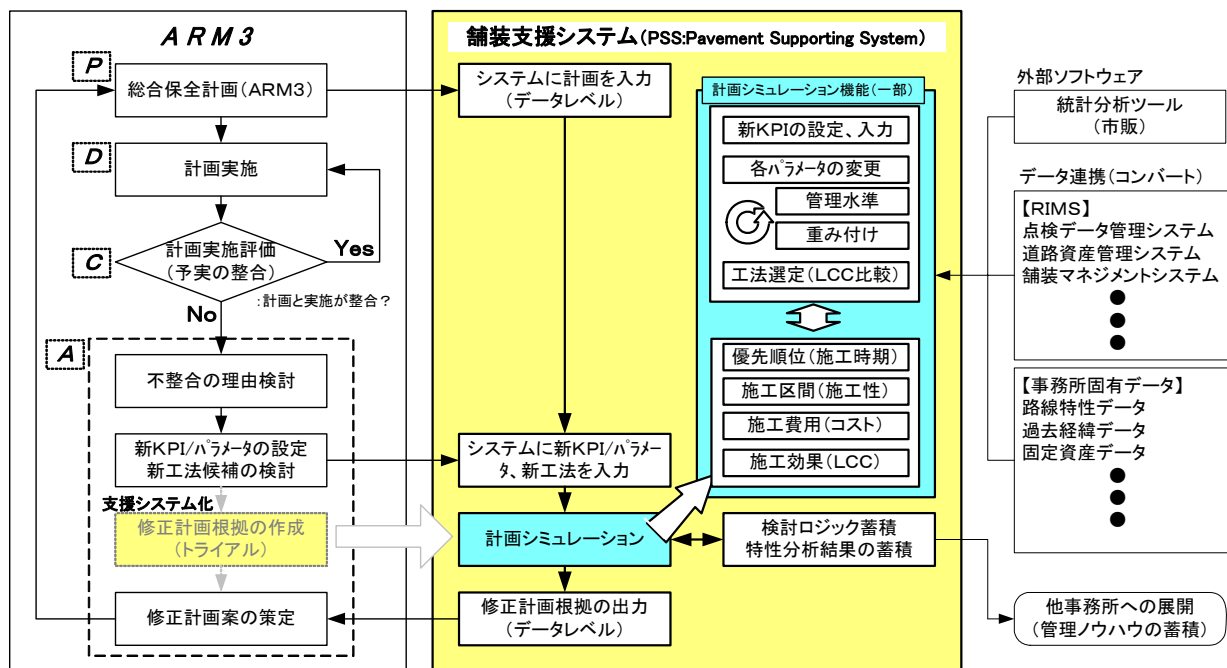 ARM3
P
総合保全計画(ARM3)
D
計画実施
C
計画実施評価
(予実の整合)
Yes
:計画と実施が整合?
No
A
不整合の理由検討
新KPI/パラメータの設定
新工法候補の検討
支援システム化
修正計画根拠の作成
(トライアル)
修正計画案の策定
舗装支援システム(PSS:Pavement Supporting System)
システムに計画を入力
(データレベル)
システムに新KPI/パラメー
タ、新工法を入力
計画シミュレーション
修正計画根拠の出力
(データレベル)
計画シミュレーション機能(一部)
新KPIの設定、入力
各パラメータの変更
管理水準
重み付け
工法選定(LCC比較)
優先順位(施工時期)
施工区間(施工性)
施工費用(コスト)
施工効果(LCC)
検討ロジック蓄積
特性分析結果の蓄積
外部ソフトウェア
統計分析ツール
(市販)
データ連携(コンバート)
【RIMS】
点検データ管理システム
道路資産管理システム
舗装マネジメントシステム
●
●
●
【事務所固有データ】
路線特性データ
過去経緯データ
固定資産データ
●
●
●
他事務所への展開
(管理ノウハウの蓄積)